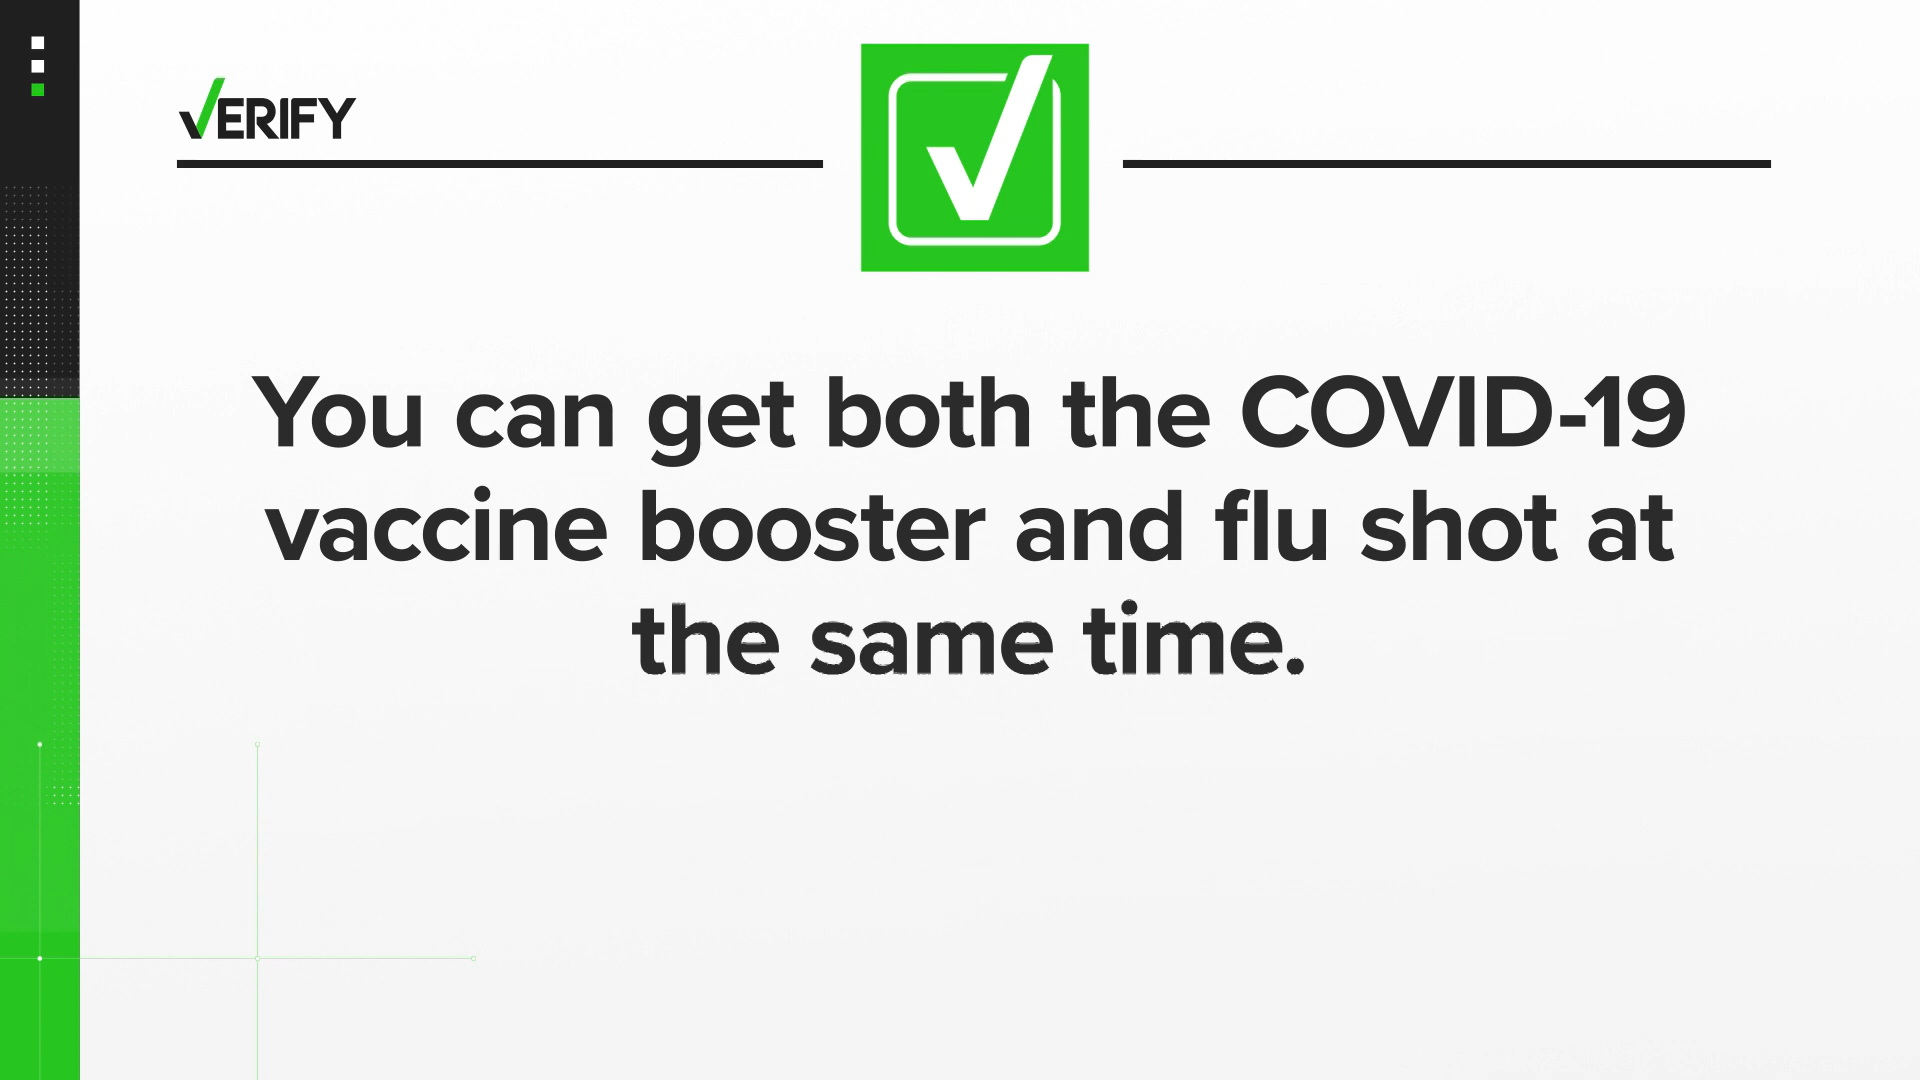 VERIFY
You can get both the COVID-19
vaccine booster and flu shot at
the same time.